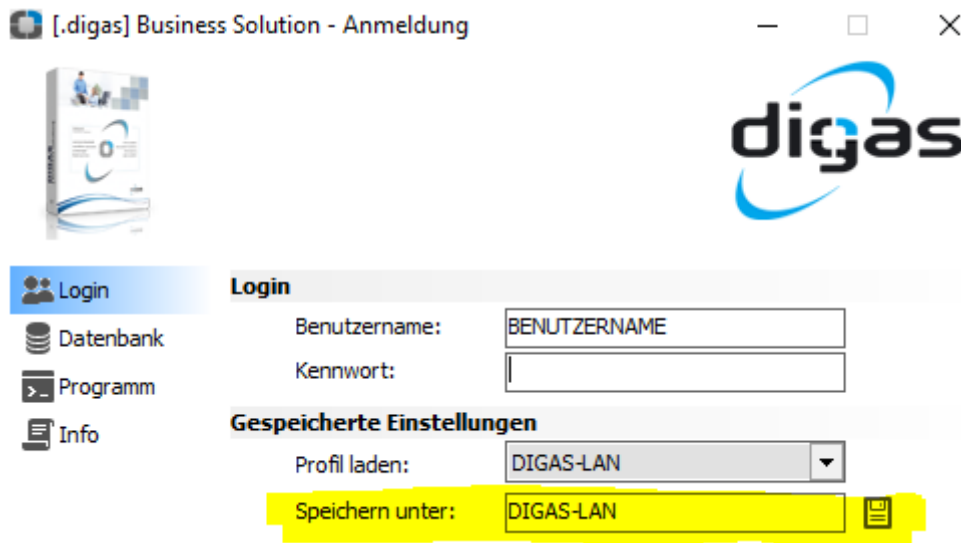 [.digas] Business Solution - Anmeldung
digas
Login
Datenbank
Programm
Info
Login
Benutzername: BENUTZERNAME
Kennwort:
Gespeicherte Einstellungen
Profil laden: DIGAS-LAN
Speichern unter: DIGAS-LAN